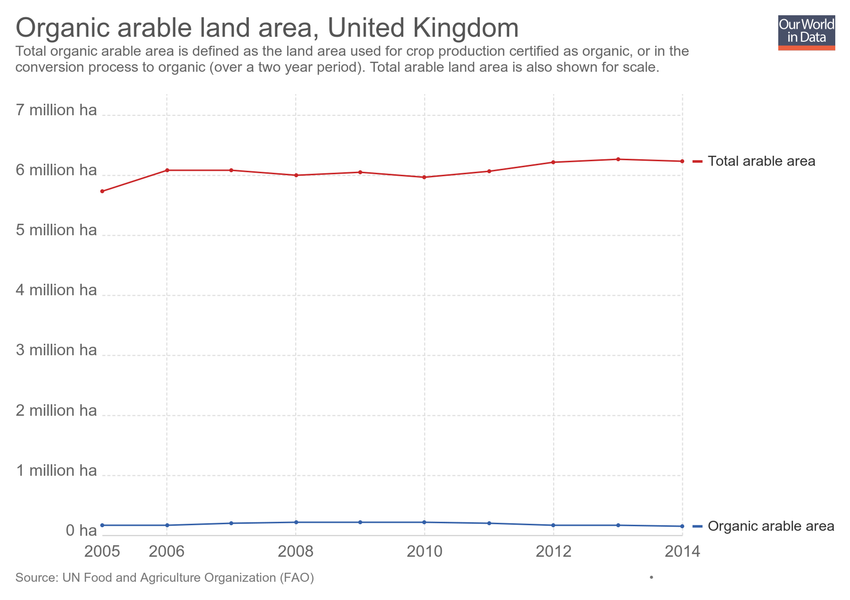 Organic arable land area, United Kingdom
Our World
in Data
Total organic arable area is defined as the land area used for crop production certified as organic, or in the
conversion process to organic (over a two year period). Total arable land area is also shown for scale.
7 million ha
6 million ha
5 million ha
4 million ha
3 million ha
2 million ha
1 million ha
0 ha
Total arable area
Organic arable area
2005 2006 2008 2010 2012 2014
Source: UN Food and Agriculture Organization (FAO)